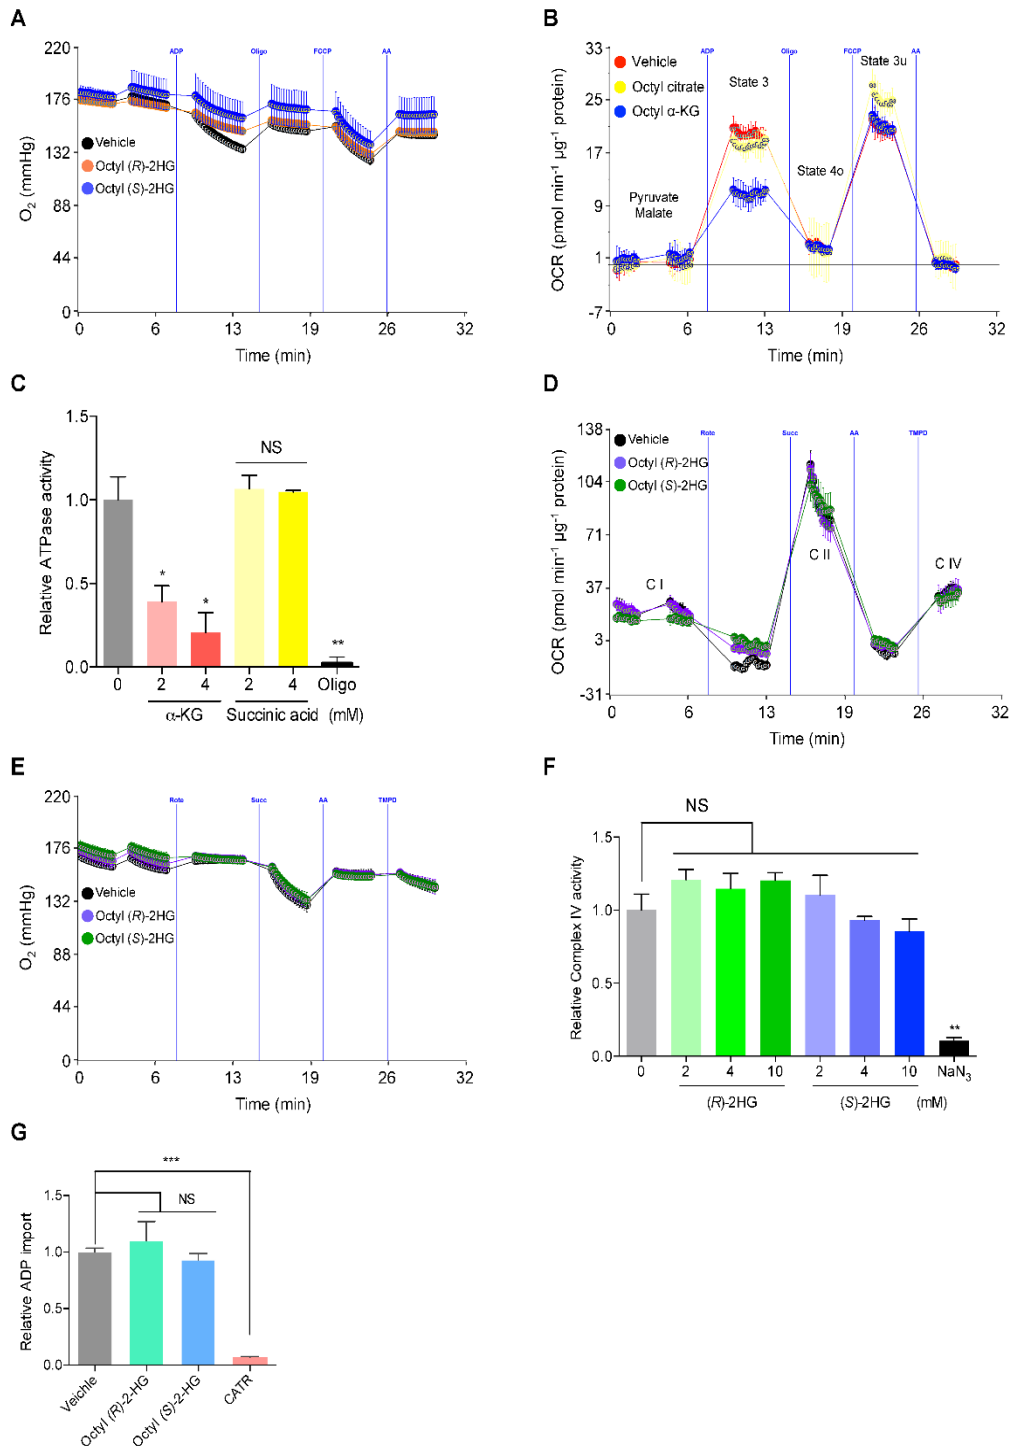 A
220
176
132
88
44
0
O2 (mmHg)
ADP
Oligo
FCCP
AA
Vehicle
Octyl (R)-2HG
Octyl (S)-2HG
0
6
13
19
26
32
Time (min)
B
33
25
17
9
1
-7
OCR (pmol min-1 µg-1 protein)
ADP
Oligo
FCCP
AA
Vehicle
Octyl citrate
Octyl α-KG
State 3
State 3u
State 4o
Pyruvate
Malate
0
6
13
19
26
32
Time (min)
C
1.5
1.0
0.5
0.0
Relative ATPase activity
NS
*
*
**
0
2
4
2
4
Oligo
α-KG
Succinic acid
(mM)
D
138
104
71
37
3
-31
OCR (pmol min-1 µg-1 protein)
Rote
Succ
AA
TMPD
Vehicle
Octyl (R)-2HG
Octyl (S)-2HG
C I
C II
C IV
0
6
13
19
26
32
Time (min)
E
220
176
132
88
44
0
O2 (mmHg)
Rote
Succ
AA
TMPD
Vehicle
Octyl (R)-2HG
Octyl (S)-2HG
0
6
13
19
26
32
Time (min)
F
NS
1.5
1.0
0.5
0.0
Relative Complex IV activity
**
0
2
4
10
2
4
10
NaN3
(R)-2HG
(S)-2HG
(mM)
G
***
NS
1.5
1.0
0.5
0.0
Relative ADP import
Veichle
Octyl (R)-2-HG
Octyl (S)-2-HG
CATR